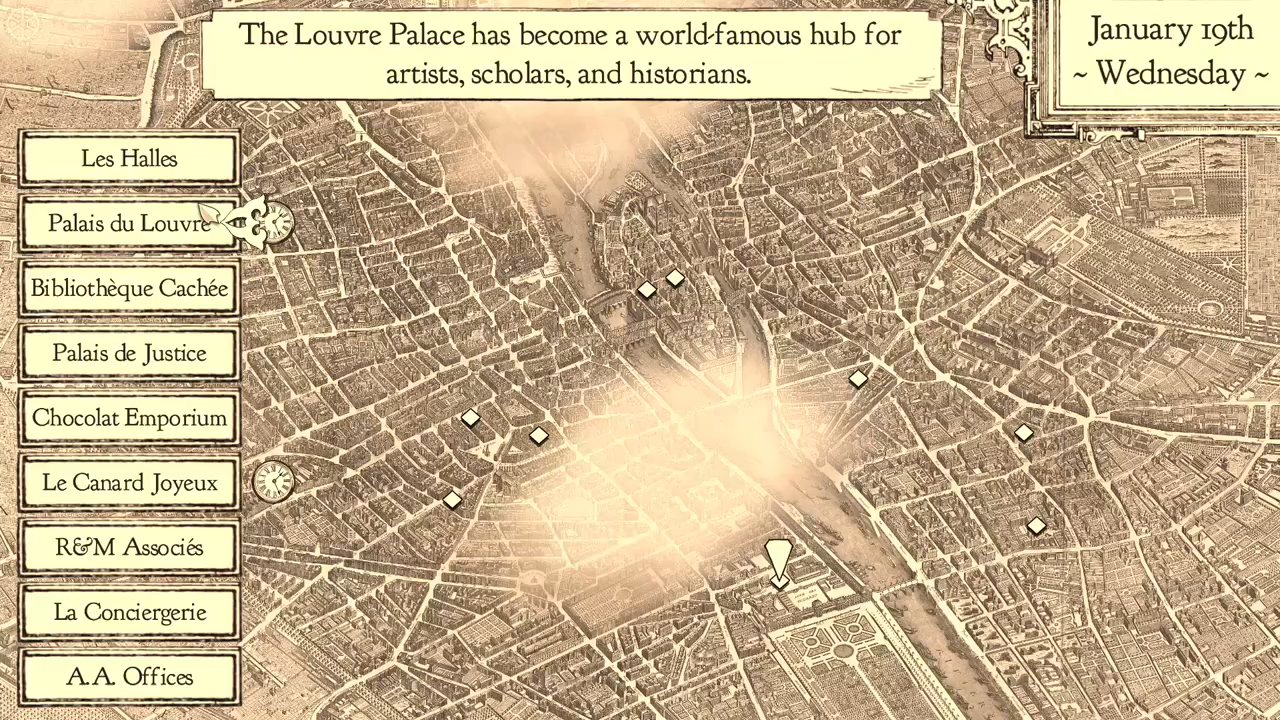 The Louvre Palace has become a world-famous hub for
artists, scholars, and historians.
January 19th
~ Wednesday ~
Les Halles
Palais du Louvre
Bibliothèque Cachée
Palais de Justice
Chocolat Emporium
Le Canard Joyeux
R&M Associés
La Conciergerie
A.A. Offices